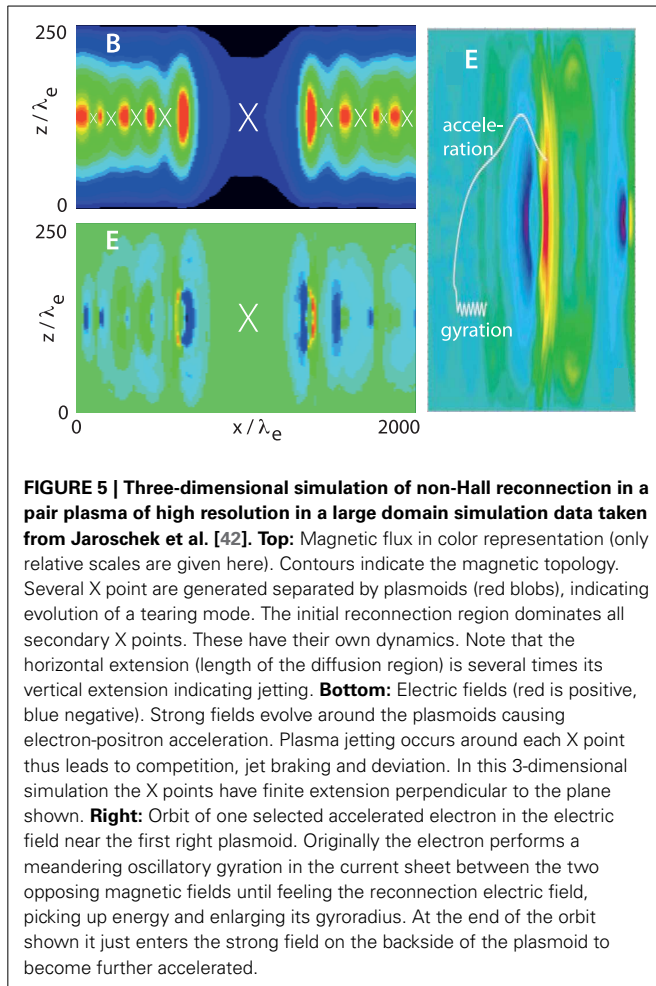 250
B
z / λe
X X X X X X X X X
0
250
E
z / λe
X
0
0
x / λe
2000
E
accele-
ration
gyration
FIGURE 5 | Three-dimensional simulation of non-Hall reconnection in a
pair plasma of high resolution in a large domain simulation data taken
from Jaroschek et al. [42]. Top: Magnetic flux in color representation (only
relative scales are given here). Contours indicate the magnetic topology.
Several X point are generated separated by plasmoids (red blobs), indicating
evolution of a tearing mode. The initial reconnection region dominates all
secondary X points. These have their own dynamics. Note that the
horizontal extension (length of the diffusion region) is several times its
vertical extension indicating jetting. Bottom: Electric fields (red is positive,
blue negative). Strong fields evolve around the plasmoids causing
electron-positron acceleration. Plasma jetting occurs around each X point
thus leads to competition, jet braking and deviation. In this 3-dimensional
simulation the X points have finite extension perpendicular to the plane
shown. Right: Orbit of one selected accelerated electron in the electric
field near the first right plasmoid. Originally the electron performs a
meandering oscillatory gyration in the current sheet between the two
opposing magnetic fields until feeling the reconnection electric field,
picking up energy and enlarging its gyroradius. At the end of the orbit
shown it just enters the strong field on the backside of the plasmoid to
become further accelerated.